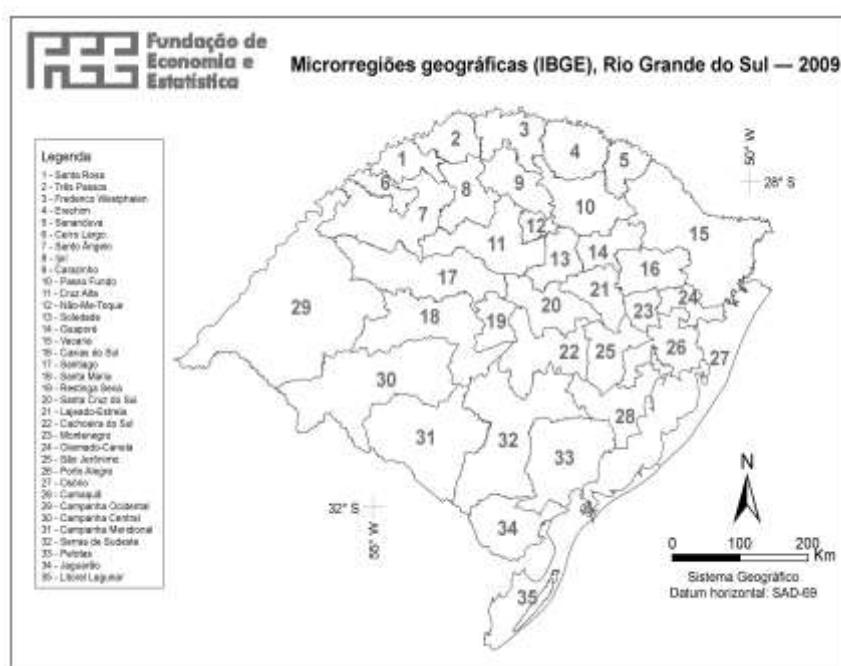 Fundação de
Economia e
Estatística
Microrregiões geográficas (IBGE), Rio Grande do Sul — 2009
Legenda
1 - Santa Rosa
2 - Três Passos
3 - Frederico Westphalen
4 - Erechim
5 - Sananduva
6 - Cerro Largo
7 - Santo Ângelo
8 - Ijuí
9 - Carazinho
10 - Passo Fundo
11 - Cruz Alta
12 - Não-Me-Toque
13 - Soledade
14 - Guaporé
15 - Vacaria
16 - Caxias do Sul
17 - Santiago
18 - Santa Maria
19 - Restinga Seca
20 - Santa Cruz do Sul
21 - Lajeado-Estrela
22 - Cachoeira do Sul
23 - Montenegro
24 - Gramado-Canela
25 - São Jerônimo
26 - Porto Alegre
27 - Osório
28 - Camaquã
29 - Campanha Ocidental
30 - Campanha Central
31 - Campanha Meridional
32 - Serras de Sudeste
33 - Pelotas
34 - Jaguarão
35 - Litoral Lagunar
50° W
28° S
1
2
3
4
5
6
7
8
9
10
11
12
13
14
15
16
17
18
19
20
21
22
23
24
25
26
27
28
29
30
31
32
33
34
35
32° S
N
0 100 200
Km
Sistema Geográfico
Datum horizontal: SAD-69